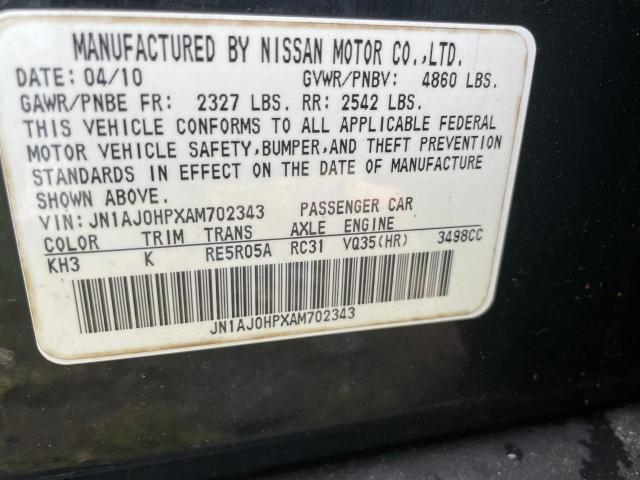 MANUFACTURED BY NISSAN MOTOR CO.,LTD.
DATE: 04/10 GVWR/PNBV: 4860 LBS.
GAWR/PNBE FR: 2327 LBS. RR: 2542 LBS.
THIS VEHICLE CONFORMS TO ALL APPLICABLE FEDERAL
MOTOR VEHICLE SAFETY,BUMPER,AND THEFT PREVENTION
STANDARDS IN EFFECT ON THE DATE OF MANUFACTURE
SHOWN ABOVE.
VIN: JN1AJ0HPXAM702343 PASSENGER CAR
COLOR TRIM TRANS AXLE ENGINE
KH3 K RE5R05A RC31 VQ35(HR) 3498CC
JN1AJ0HPXAM702343